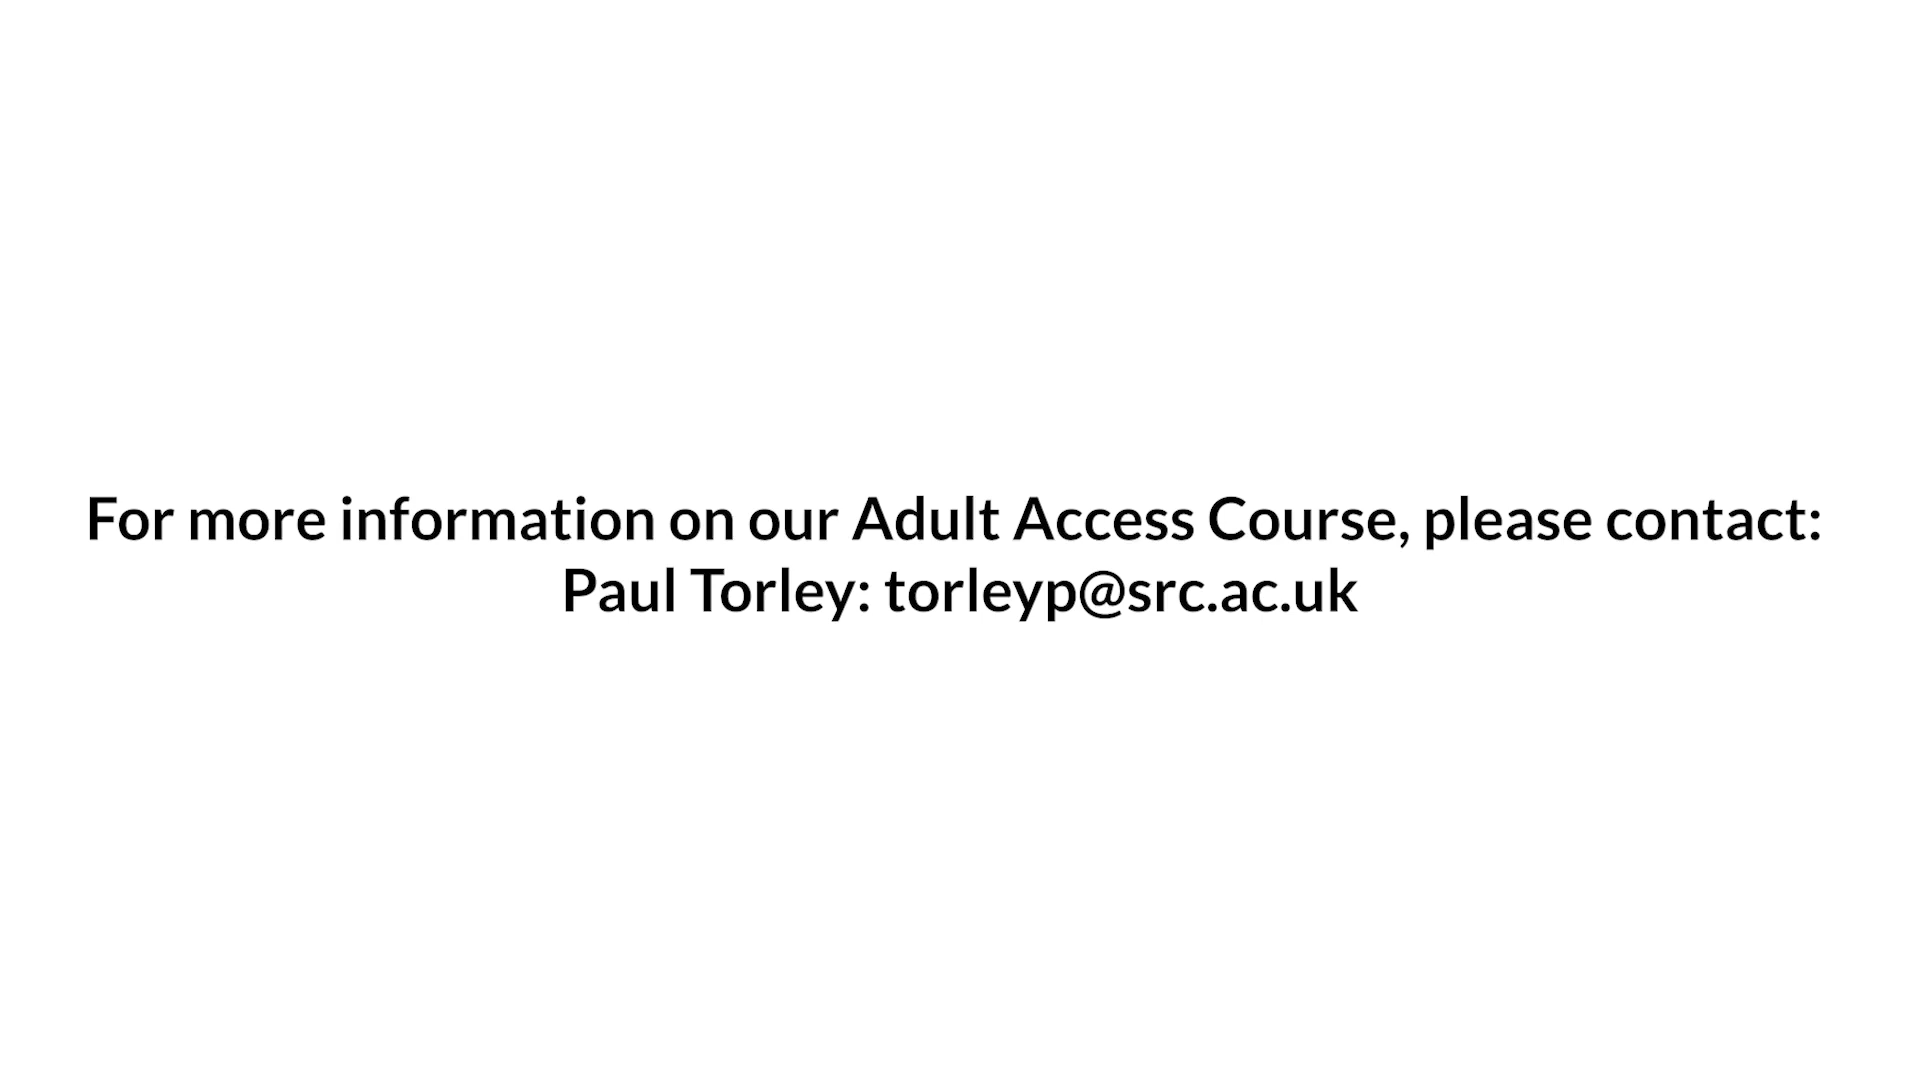 For more information on our Adult Access Course, please contact:
Paul Torley: torleyp@src.ac.uk